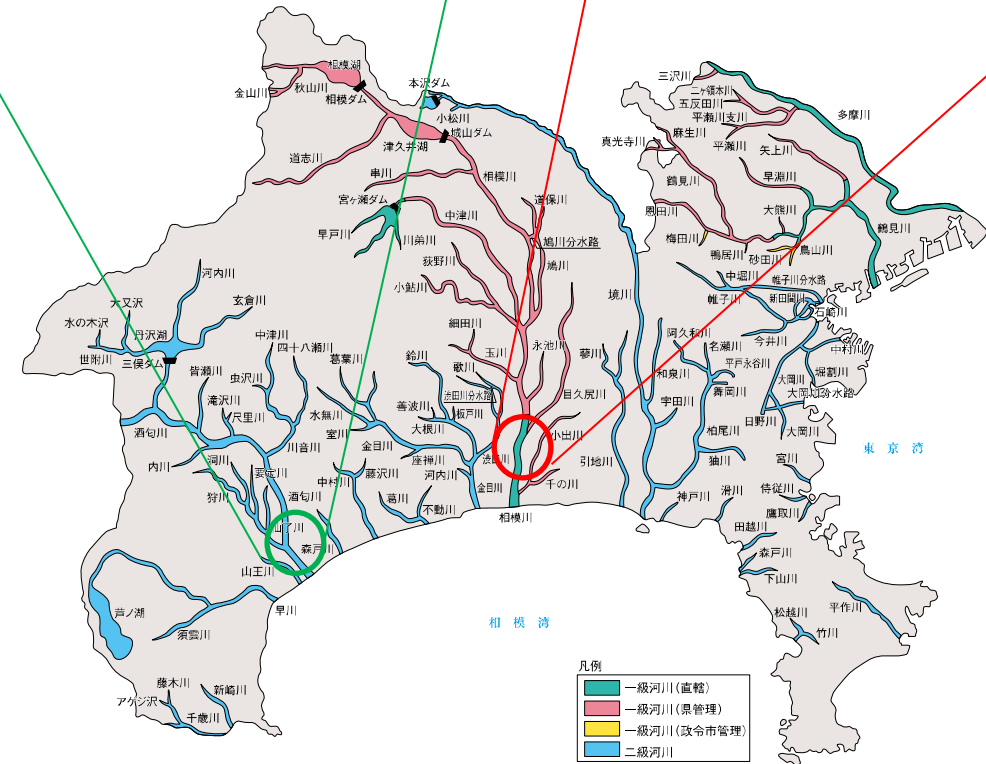 相模湖
本沢ダム
金山川
秋山川
相模ダム
小松川
城山ダム
津久井湖
道志川
串川
相模川
宮ヶ瀬ダム
中津川
道保川
早戸川
川弟川
鳩川分水路
荻野川
鳩川
小鮎川
三沢川
二ヶ領本川
五反田川
平瀬川支川
多摩川
麻生川
真光寺川
平瀬川
矢上川
鶴見川
早淵川
恩田川
大熊川
梅田川
鶴見川
鴨居川
砂田川
鳥山川
中堀川
帷子川分水路
帷子川
新田間川
石崎川
境川
今井川
中村川
堀割川
大岡川
大岡川分水路
日野川
大岡川
河内川
大又沢
玄倉川
水の木沢
丹沢湖
世附川
三保ダム
中津川
四十八瀬川
皆瀬川
虫沢川
葛葉川
滝沢川
尺里川
水無川
酒匂川
川音川
室川
内川
洞川
要定川
狩川
酒匂川
中村川
藤沢川
金目川
葛川
不動川
山王川
森戸川
早川
芦ノ湖
須雲川
藤木川
新崎川
アケジ沢
千歳川
細田川
玉川
永池川
鈴川
歌川
渋田川分水路
善波川
板戸川
大根川
座禅川
河内川
渋田川
金目川
目久尻川
小出川
千の川
相模川
蓼川
引地川
阿久和川
名瀬川
平戸永谷川
和泉川
舞岡川
宇田川
柏尾川
独川
神戸川
滑川
宮川
侍従川
鷹取川
田越川
森戸川
下山川
松越川
竹川
平作川
東京湾
相模湾
凡例
一級河川(直轄)
一級河川(県管理)
一級河川(政令市管理)
二級河川